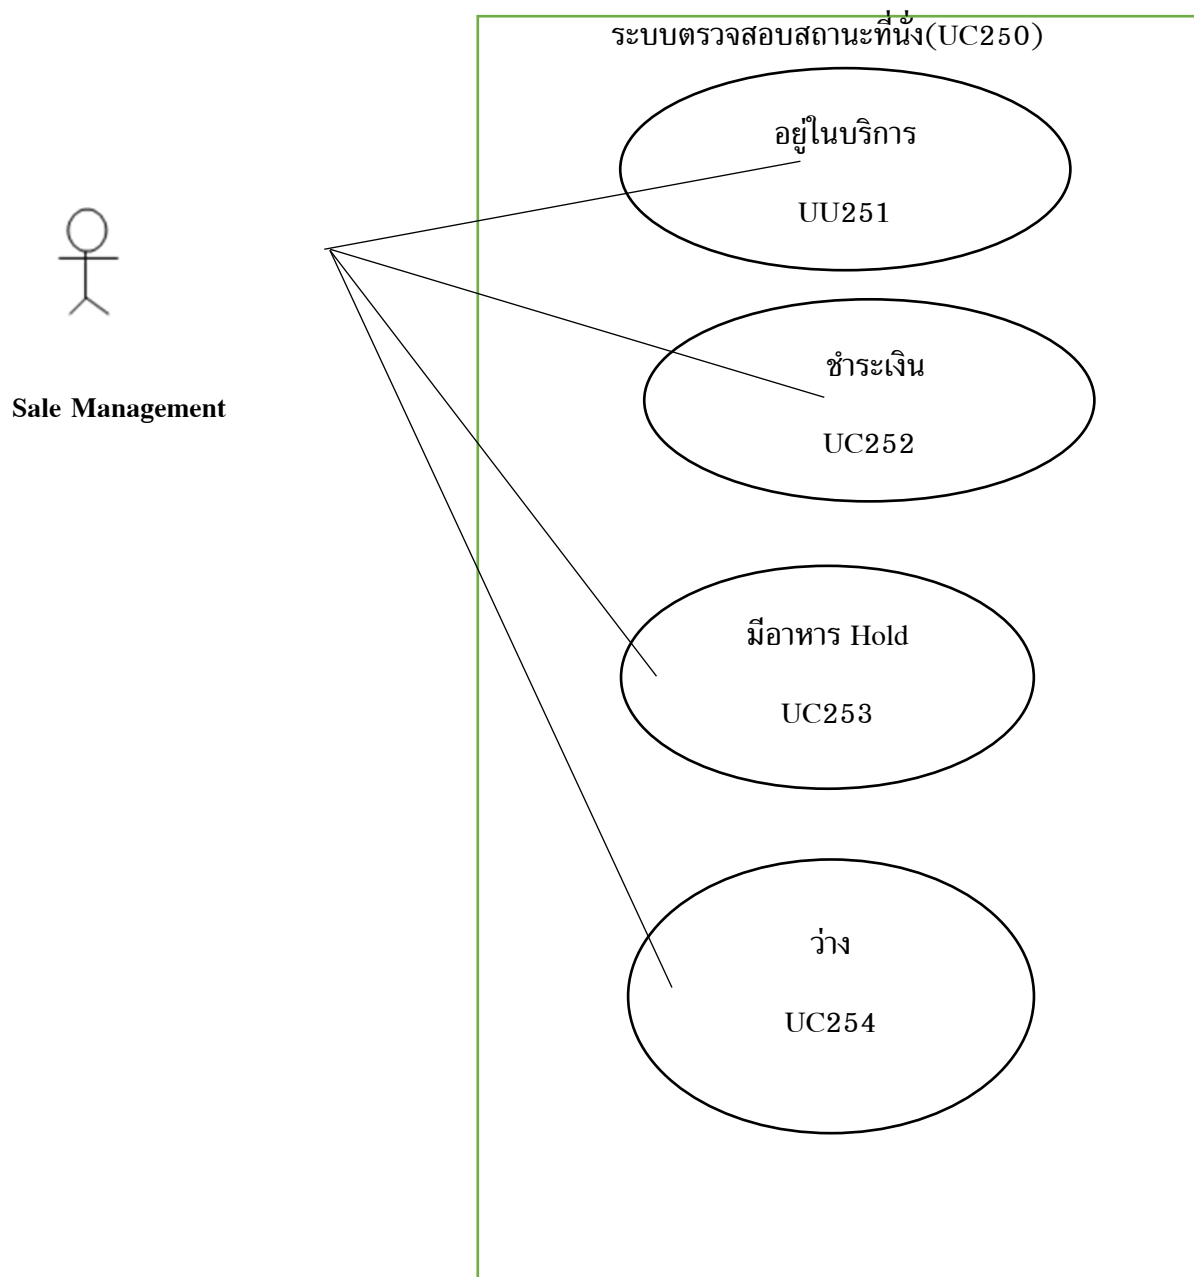 ระบบตรวจสอบสถานะที่นั่ง(UC250)
อยู่ในบริการ
UU251
ชำระเงิน
UC252
Sale Management
มีอาหาร Hold
UC253
ว่าง
UC254